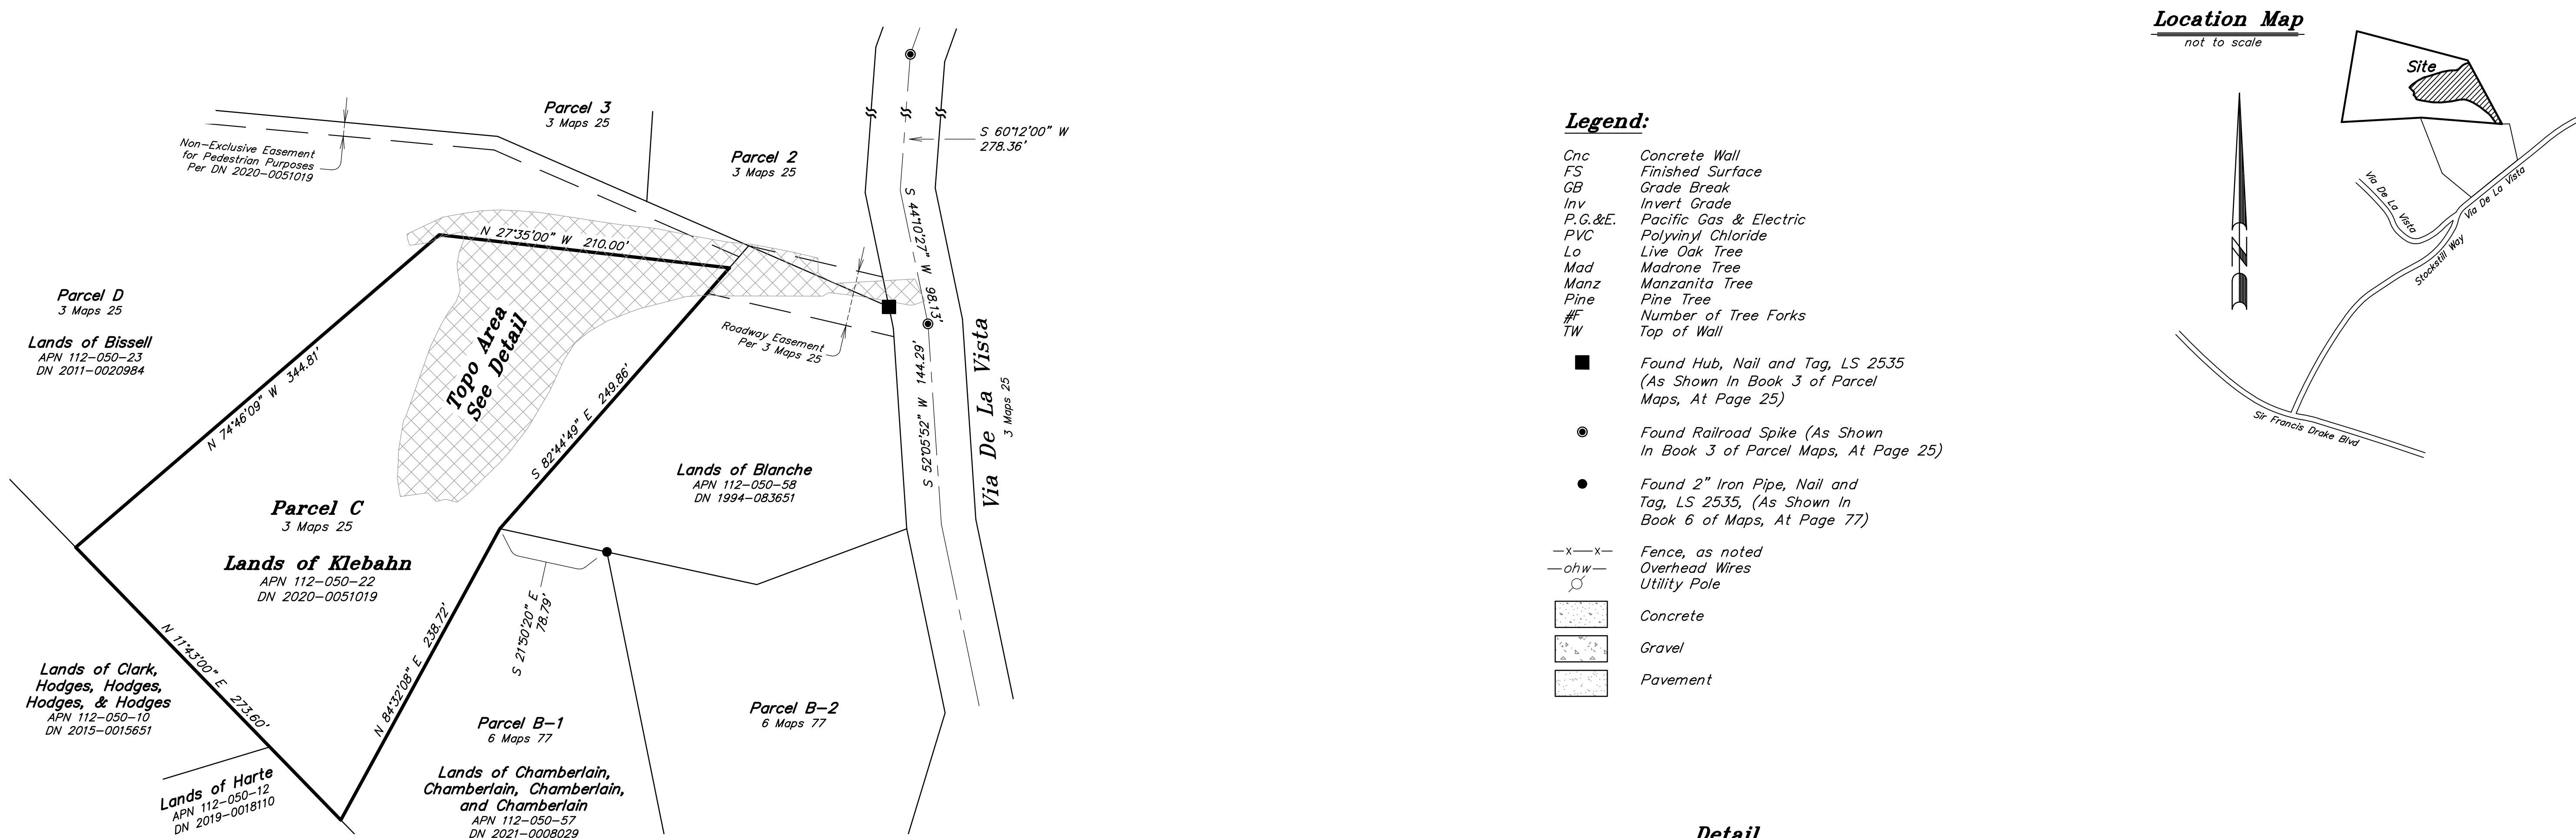 Parcel 3
3 Maps 25
Non-Exclusive Easement
for Pedestrian Purposes
Per DN 2020-0051019
Parcel 2
3 Maps 25
S 60°12'00" W
278.36'
S 44°10'27" W 98.13'
N 27°35'00" W 210.00'
Parcel D
3 Maps 25
Lands of Bissell
APN 112-050-23
DN 2011-0020984
N 74°46'09" W 344.81'
Topo Area
See Detail
Roadway Easement
Per 3 Maps 25
S 82°44'49" E 249.86'
S 52°05'52" W 144.29'
Via De La Vista
3 Maps 25
Lands of Blanche
APN 112-050-58
DN 1994-083651
Parcel C
3 Maps 25
Lands of Klebahn
APN 112-050-22
DN 2020-0051019
S 21°50'20" E
78.79'
N 11°43'00" E 273.60'
N 84°32'08" E 238.72'
Lands of Clark,
Hodges, Hodges,
Hodges, & Hodges
APN 112-050-10
DN 2015-0015651
Lands of Harte
APN 112-050-12
DN 2019-0018110
Parcel B-1
6 Maps 77
Lands of Chamberlain,
Chamberlain, Chamberlain,
and Chamberlain
APN 112-050-57
DN 2021-0008029
Parcel B-2
6 Maps 77
Legend:
Cnc Concrete Wall
FS Finished Surface
GB Grade Break
Inv Invert Grade
P.G.&E. Pacific Gas & Electric
PVC Polyvinyl Chloride
Lo Live Oak Tree
Mad Madrone Tree
Manz Manzanita Tree
Pine Pine Tree
#F Number of Tree Forks
TW Top of Wall
Found Hub, Nail and Tag, LS 2535
(As Shown In Book 3 of Parcel
Maps, At Page 25)
Found Railroad Spike (As Shown
In Book 3 of Parcel Maps, At Page 25)
Found 2" Iron Pipe, Nail and
Tag, LS 2535, (As Shown In
Book 6 of Maps, At Page 77)
x x Fence, as noted
ohw Overhead Wires
Utility Pole
Concrete
Gravel
Pavement
Detail
Location Map
not to scale
Site
N
Via De La Vista
Via De La Vista
Stockstill Way
Sir Francis Drake Blvd